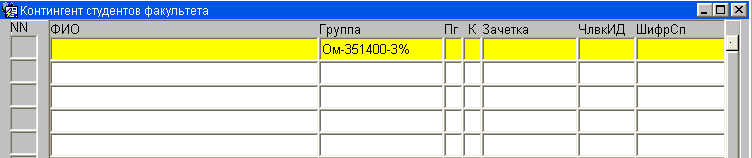 Контингент студентов факультета
NN ФИО Группа Пг К Зачетка ЧлвкИД ШифрСп
Ом-351400-3%